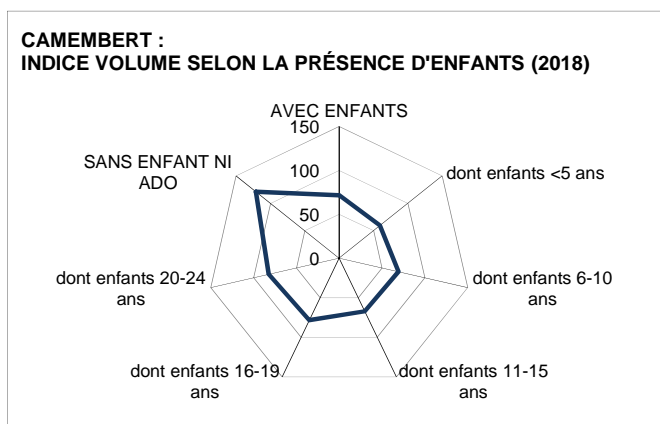 CAMEMBERT :
INDICE VOLUME SELON LA PRÉSENCE D'ENFANTS (2018)
AVEC ENFANTS
150
100
50
0
dont enfants <5 ans
dont enfants 6-10
ans
dont enfants 11-15
ans
dont enfants 16-19
ans
dont enfants 20-24
ans
SANS ENFANT NI
ADO